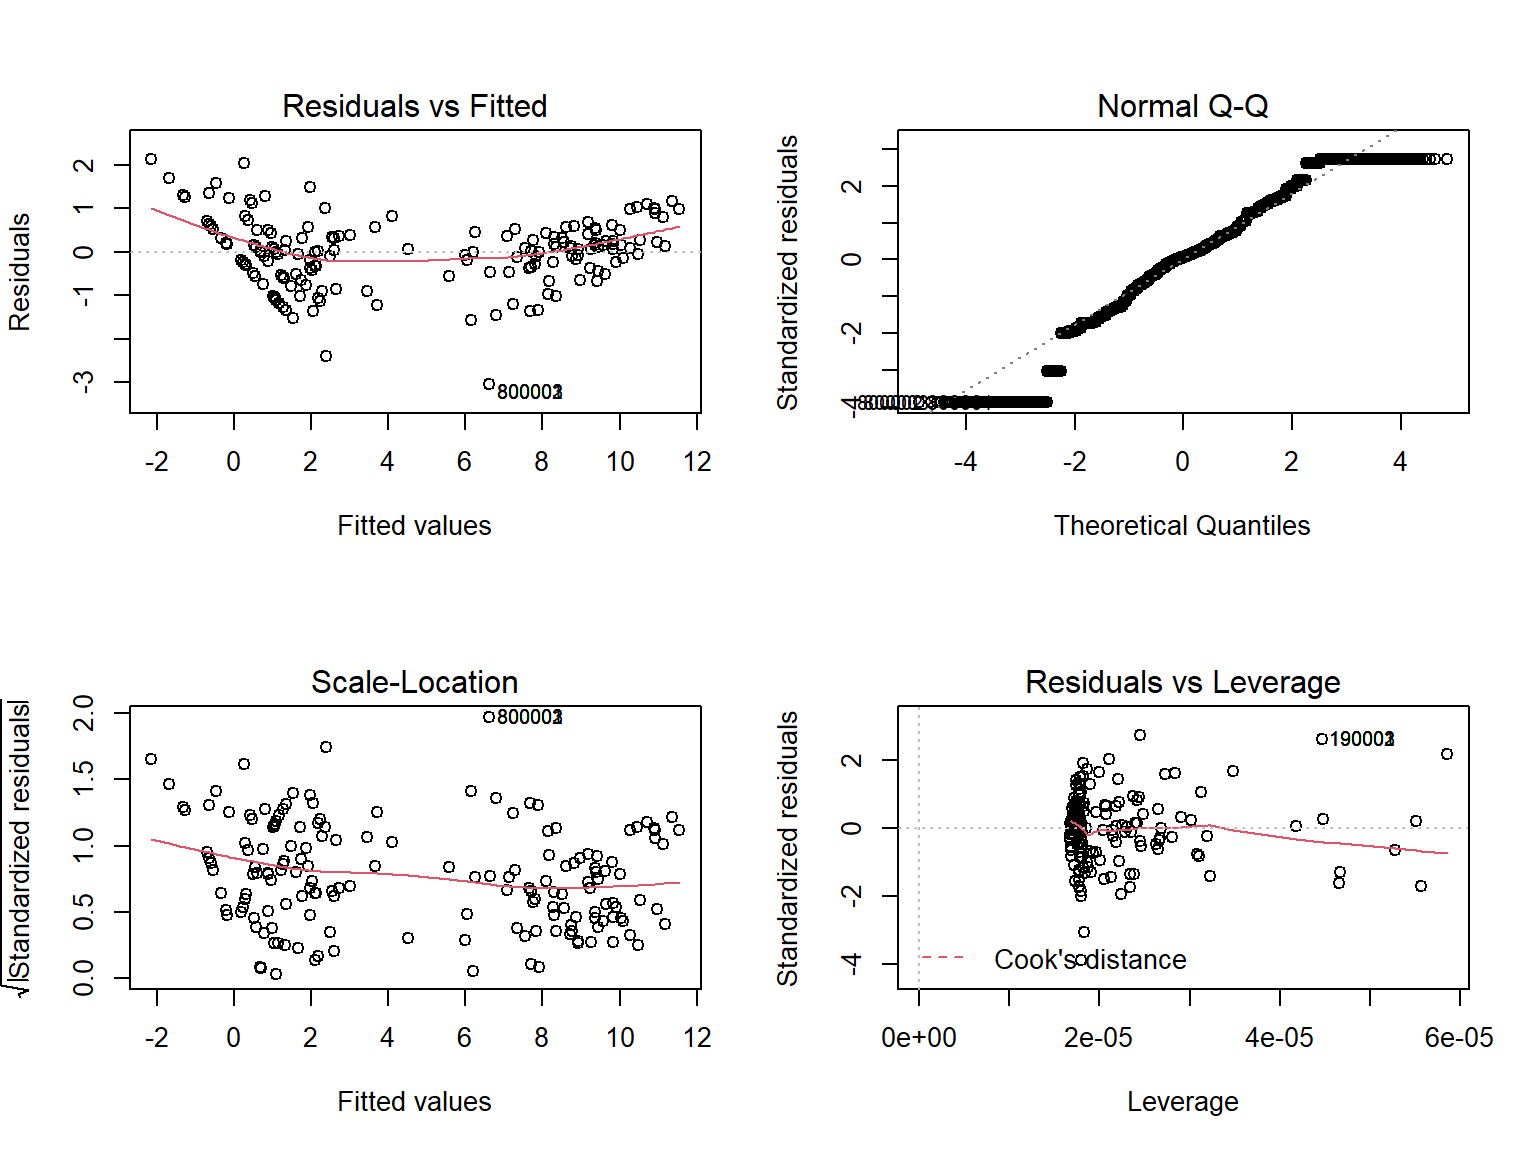 Residuals vs Fitted
Residuals
2
1
0
-1
-3
800003
-2 0 2 4 6 8 10 12
Fitted values
Normal Q-Q
Standardized residuals
2
0
-2
-4
-4 -2 0 2 4
Theoretical Quantiles
Scale-Location
√|Standardized residuals|
2.0
1.5
1.0
0.5
0.0
-2 0 2 4 6 8 10 12
Fitted values
Residuals vs Leverage
Standardized residuals
2
0
-2
-4
Cook's distance
0e+00 2e-05 4e-05 6e-05
Leverage